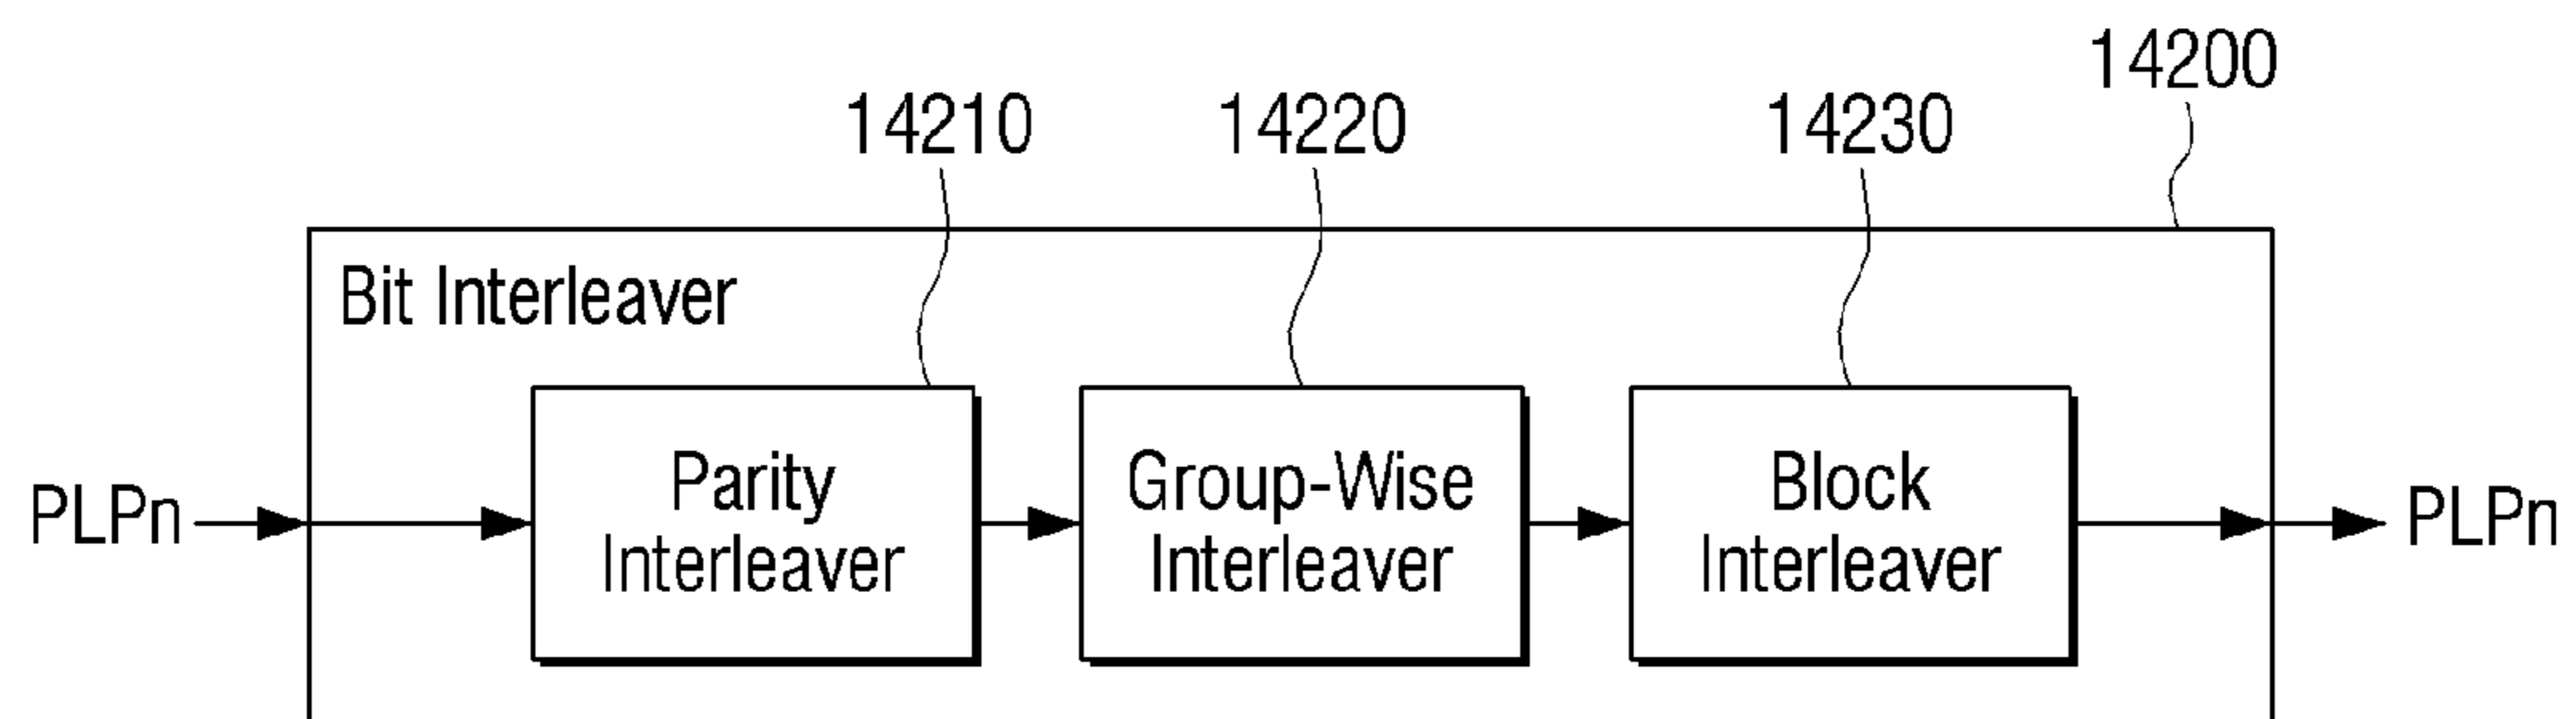 14200
14210 14220 14230
Bit Interleaver
PLPn
Parity
Interleaver
Group-Wise
Interleaver
Block
Interleaver
PLPn